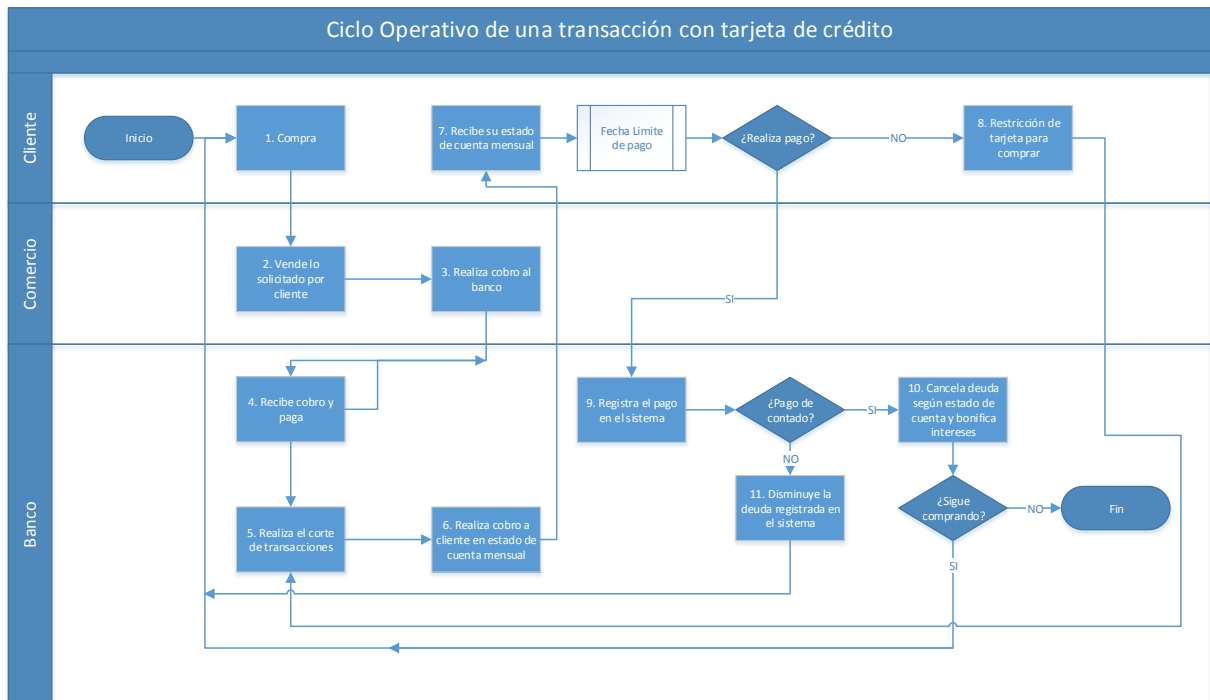 Ciclo Operativo de una transacción con tarjeta de crédito
Cliente
Inicio
1. Compra
7. Recibe su estado
de cuenta mensual
Fecha Limite
de pago
¿Realiza pago?
NO
8. Restricción de
tarjeta para
comprar
Comercio
2. Vende lo
solicitado por
cliente
3. Realiza cobro al
banco
SI
Banco
4. Recibe cobro y
paga
9. Registra el pago
en el sistema
¿Pago de
contado?
SI
10. Cancela deuda
según estado de
cuenta y bonifica
intereses
NO
5. Realiza el corte
de transacciones
6. Realiza cobro a
cliente en estado de
cuenta mensual
11. Disminuye la
deuda registrada en
el sistema
¿Sigue
comprando?
NO
Fin
SI